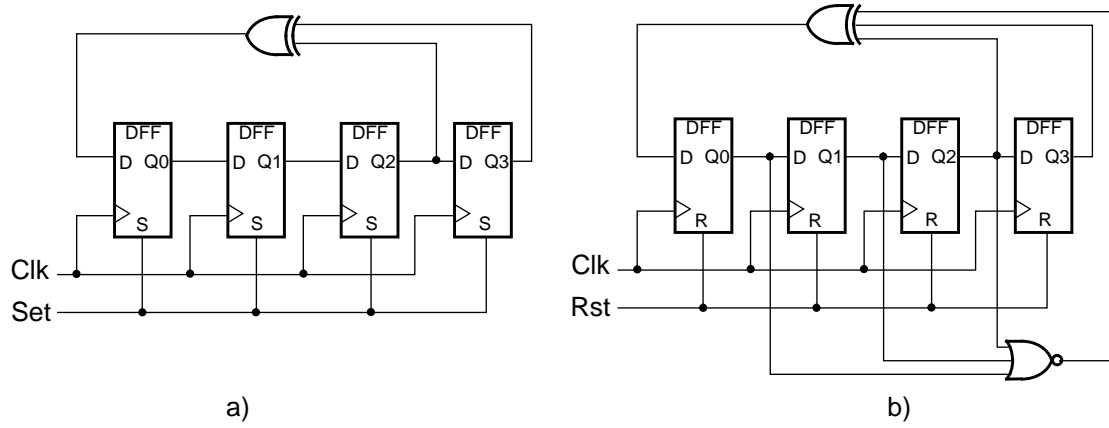 DFF DFF DFF DFF
D Q0 D Q1 D Q2 D Q3
S S S S
Clk
Set
a)
DFF DFF DFF DFF
D Q0 D Q1 D Q2 D Q3
R R R R
Clk
Rst
b)